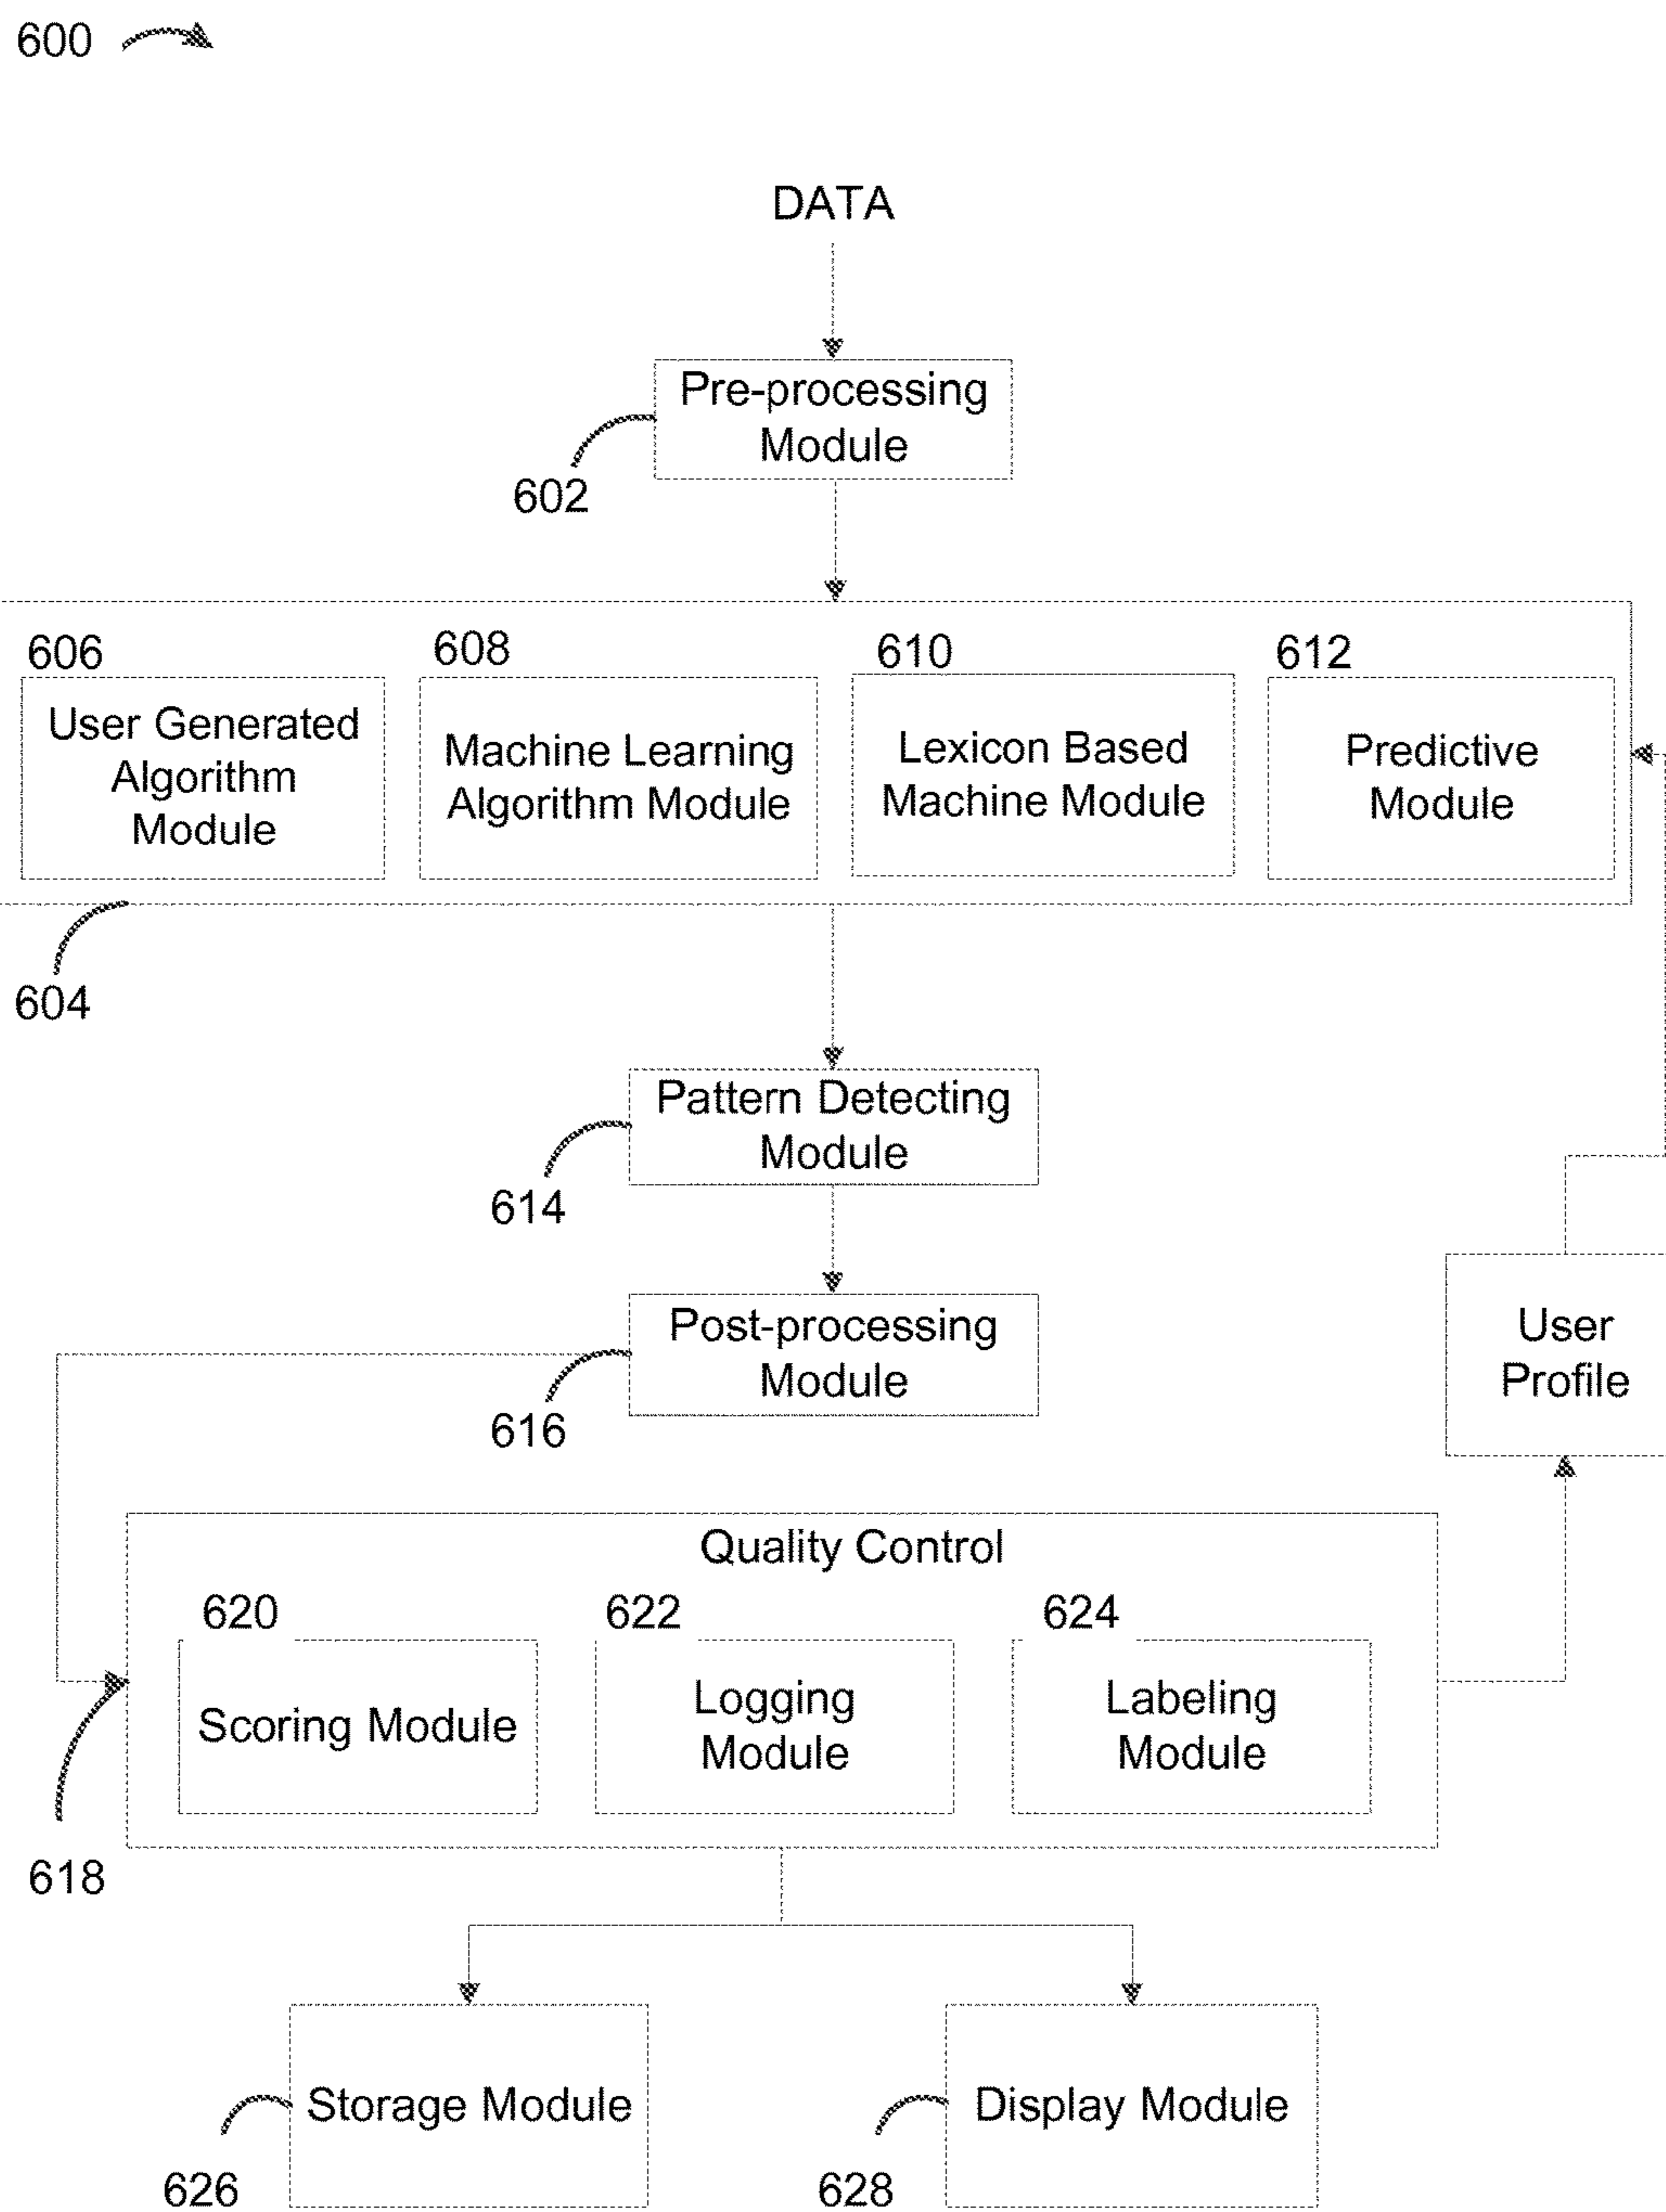 600
DATA
Pre-processing
Module
602
606
608
610
612
User Generated
Algorithm
Module
Machine Learning
Algorithm Module
Lexicon Based
Machine Module
Predictive
Module
604
Pattern Detecting
Module
614
Post-processing
Module
616
User
Profile
Quality Control
620
622
624
Scoring Module
Logging
Module
Labeling
Module
618
Storage Module
Display Module
626
628